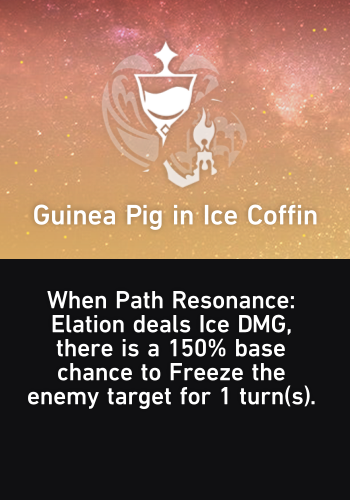 Guinea Pig in Ice Coffin
When Path Resonance:
Elation deals Ice DMG,
there is a 150% base
chance to Freeze the
enemy target for 1 turn(s).